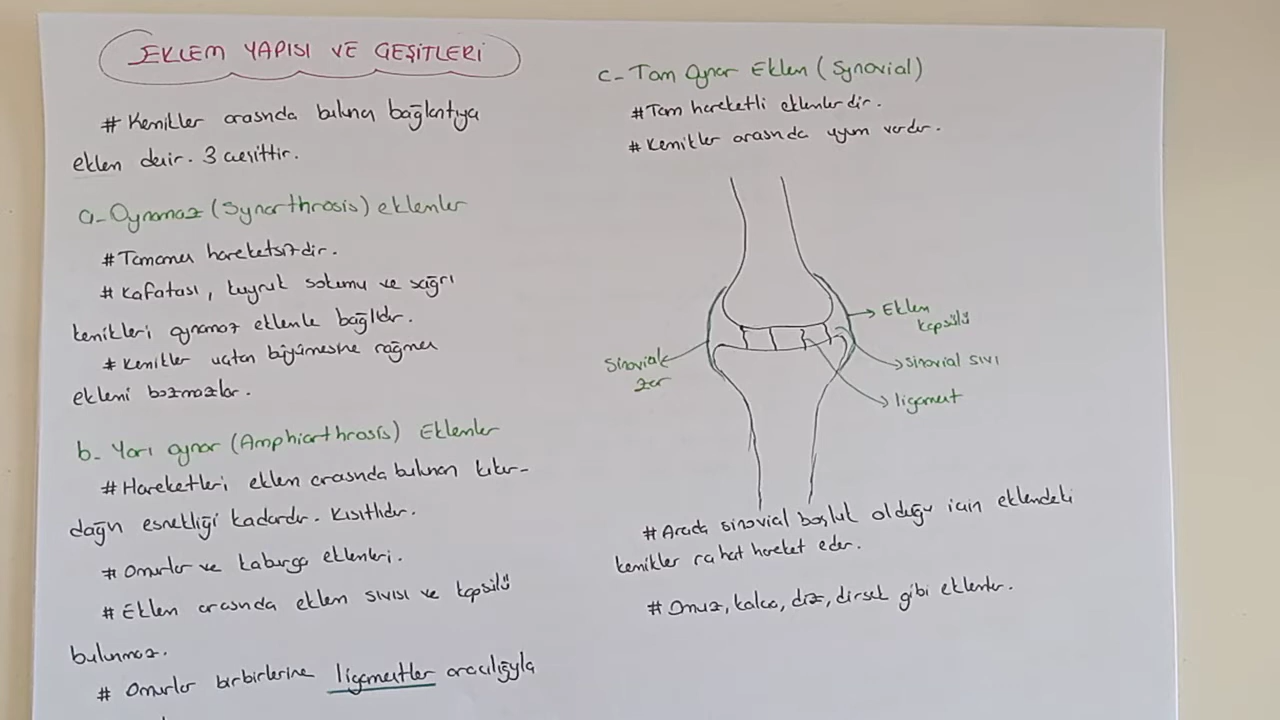 EKLEM YAPISI VE ÇEŞİTLERİ
# Kemikler arasında bulunan bağlantıya
eklem denir. 3 çeşittir.
a- Oynamaz (Synarthrosis) eklemler
# Tamamen hareketsizdir.
# Kafatası, kuyruk sokumu ve sağrı
kemikleri oynamaz eklemle bağlıdır.
# Kemikler uçtan büyümesine rağmen
eklemi bozmazlar.
b- Yarı oynar (Amphiarthrosis) Eklemler
# Hareketleri eklem arasında bulunan kıkır-
dağın esnekliği kadardır. Kısıtlıdır.
# Omurlar ve kaburga eklemleri.
# Eklem arasında eklem sıvısı ve kapsülü
bulunmaz.
# Omurlar birbirlerine ligamentler aracılığıyla
c- Tam Oynar Eklem (Synovial)
# Tam hareketli eklemlerdir.
# Kemikler arasında uyum vardır.
Eklem
kapsülü
Sinovial
zar
sinovial sıvı
ligament
# Arada sinovial boşluk olduğu için eklemdeki
kemikler rahat hareket eder.
# Omuz, kalça, diz, dirsek gibi eklemler.